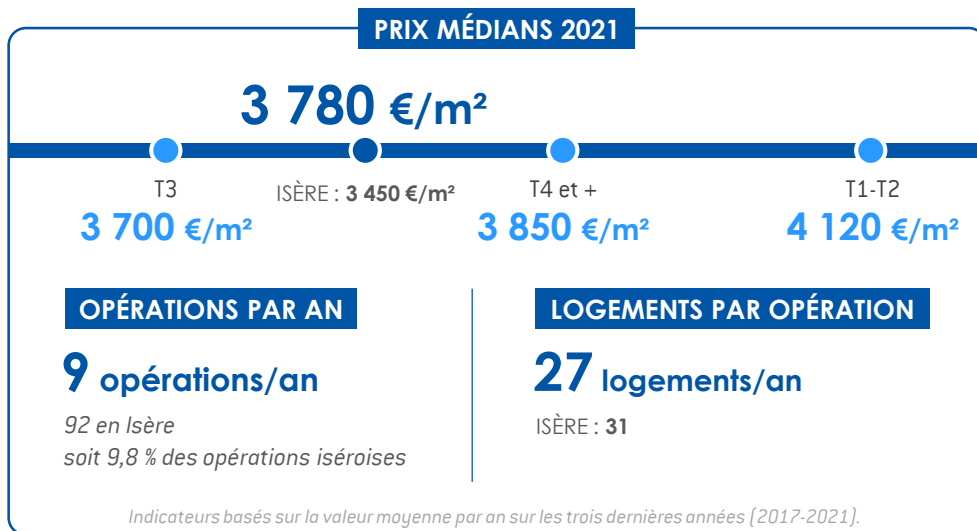 PRIX MÉDIANS 2021
3 780 €/m²
T3
3 700 €/m²
ISÈRE : 3 450 €/m²
T4 et +
3 850 €/m²
T1-T2
4 120 €/m²
OPÉRATIONS PAR AN
9 opérations/an
92 en Isère
soit 9,8 % des opérations iséroises
LOGEMENTS PAR OPÉRATION
27 logements/an
ISÈRE : 31
Indicateurs basés sur la valeur moyenne par an sur les trois dernières années (2017-2021).